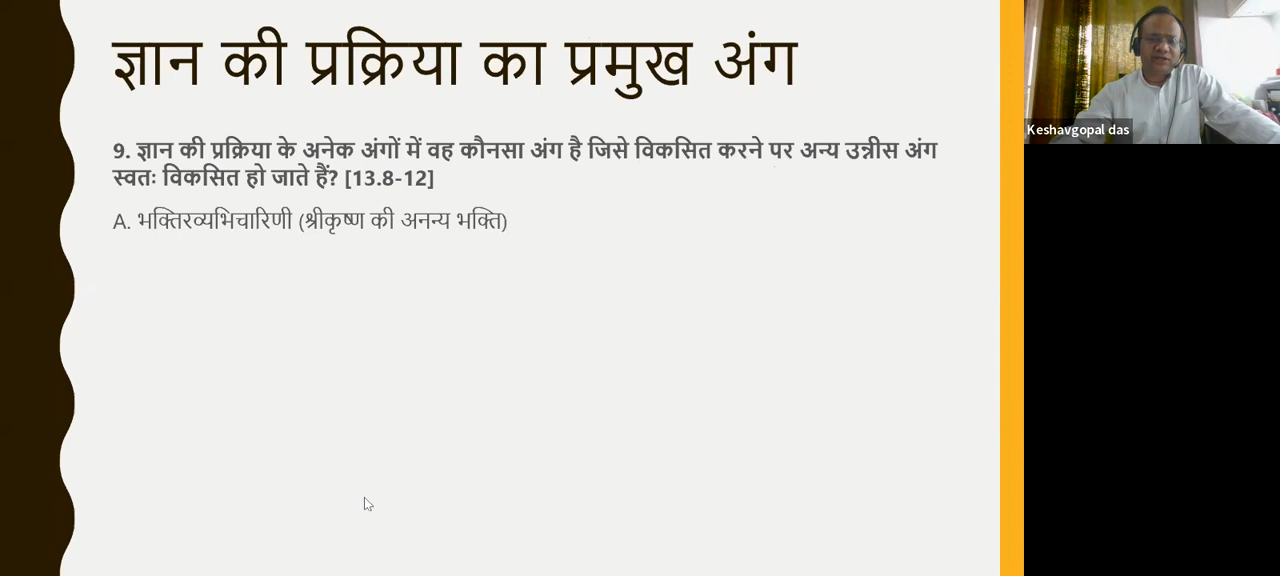 ज्ञान की प्रक्रिया का प्रमुख अंग
9. ज्ञान की प्रक्रिया के अनेक अंगों में वह कौनसा अंग है जिसे विकसित करने पर अन्य उन्नीस अंग
स्वतः विकसित हो जाते हैं? [13.8-12]
A. भक्तिरव्यभिचारिणी (श्रीकृष्ण की अनन्य भक्ति)
Keshavgopal das